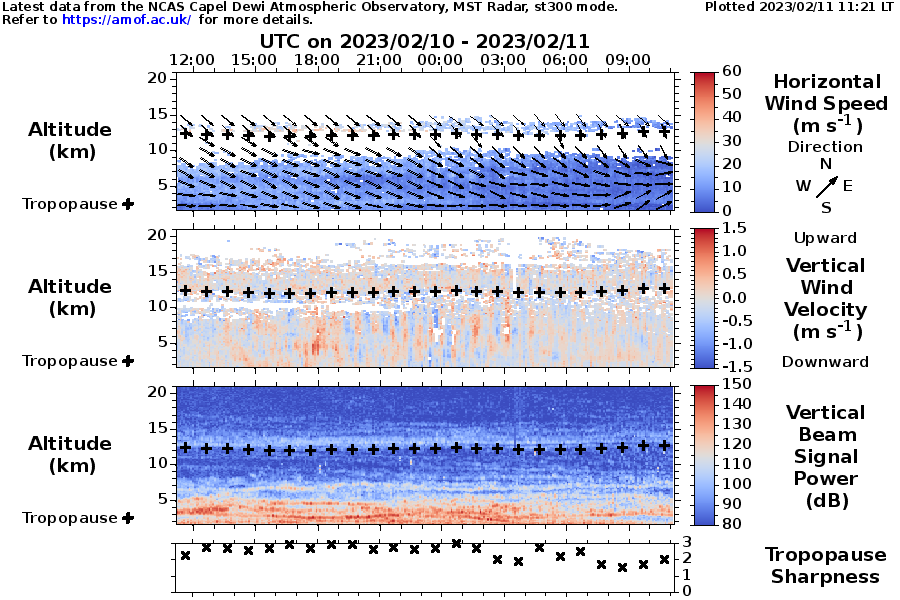 Latest data from the NCAS Capel Dewi Atmospheric Observatory, MST Radar, st300 mode.
Plotted 2023/02/11 11:21 LT
Refer to https://amof.ac.uk/ for more details.
UTC on 2023/02/10 - 2023/02/11
12:00 15:00 18:00 21:00 00:00 03:00 06:00 09:00
20
15
10
5
Altitude
(km)
Tropopause
60
50
40
30
20
10
0
Horizontal
Wind Speed
(m s-1)
Direction
N
W E
S
20
15
10
5
Altitude
(km)
Tropopause
1.5
1.0
0.5
0.0
-0.5
-1.0
-1.5
Upward
Vertical
Wind
Velocity
(m s-1)
Downward
20
15
10
5
Altitude
(km)
Tropopause
150
140
130
120
110
100
90
80
Vertical
Beam
Signal
Power
(dB)
3
2
1
0
Tropopause
Sharpness